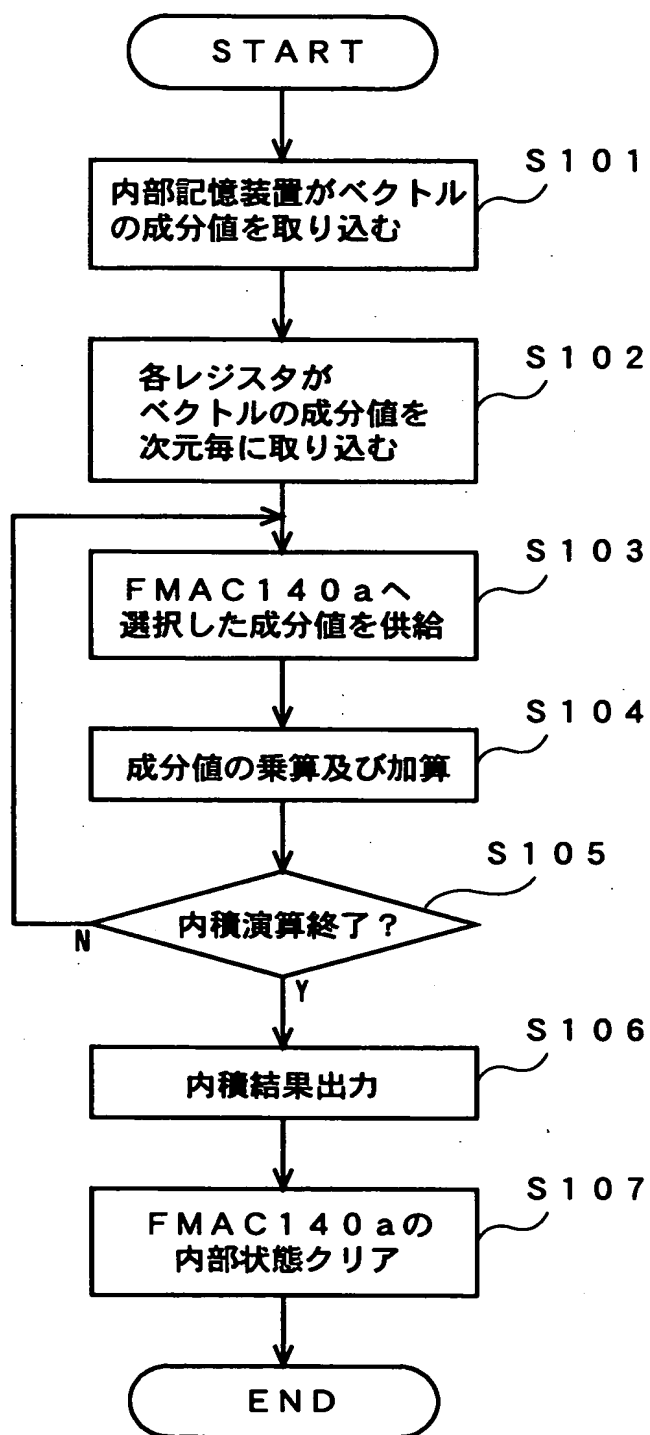 START
S101
内部記憶装置がベクトル
の成分値を取り込む
S102
各レジスタが
ベクトルの成分値を
次元毎に取り込む
S103
FMAC140aへ
選択した成分値を供給
S104
成分値の乗算及び加算
S105
内積演算終了?
N
Y
S106
内積結果出力
S107
FMAC140aの
内部状態クリア
END